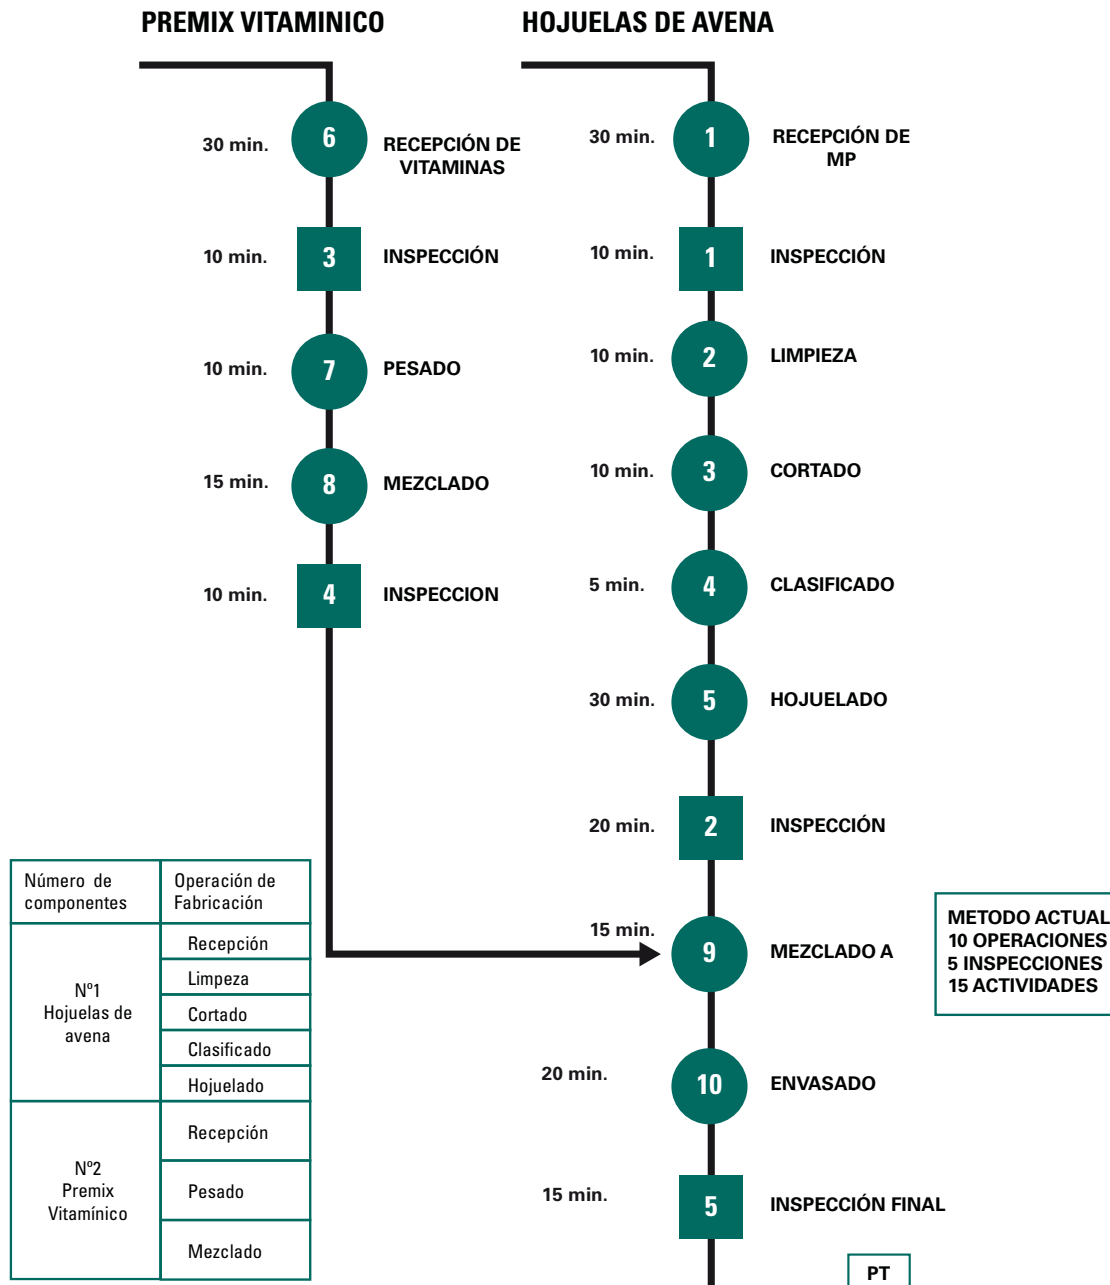 PREMIX VITAMINICO
HOJUELAS DE AVENA
30 min.
6
RECEPCIÓN DE
VITAMINAS
10 min.
3
INSPECCIÓN
10 min.
7
PESADO
15 min.
8
MEZCLADO
10 min.
4
INSPECCION
30 min.
1
RECEPCIÓN DE
MP
10 min.
1
INSPECCIÓN
10 min.
2
LIMPIEZA
10 min.
3
CORTADO
5 min.
4
CLASIFICADO
30 min.
5
HOJUELADO
20 min.
2
INSPECCIÓN
15 min.
9
MEZCLADO A
20 min.
10
ENVASADO
15 min.
5
INSPECCIÓN FINAL
PT
METODO ACTUAL
10 OPERACIONES
5 INSPECCIONES
15 ACTIVIDADES
Número de
componentes
Operación de
Fabricación
Nº1
Hojuelas de
avena
Recepción
Limpeza
Cortado
Clasificado
Hojuelado
Nº2
Premix
Vitamínico
Recepción
Pesado
Mezclado